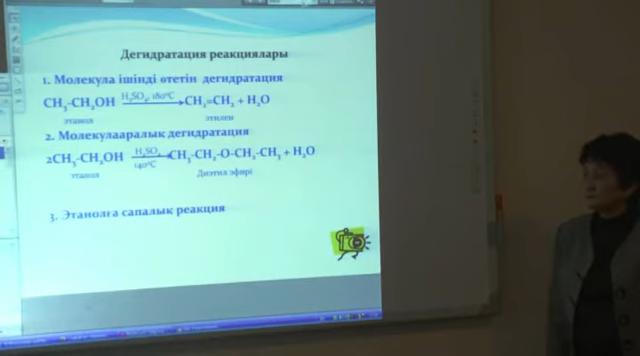 Дегидратация реакциялары
1. Молекула ішінді өтетін дегидратация
CH₃-CH₂OH H₂SO₄, 180°C CH₂=CH₂ + H₂O
этанол этилен
2. Молекулааралық дегидратация
2CH₃-CH₂OH H₂SO₄ CH₃-CH₂-O-CH₂-CH₃ + H₂O
140°C
этанол Диэтил эфирі
3. Этанолға сапалық реакция